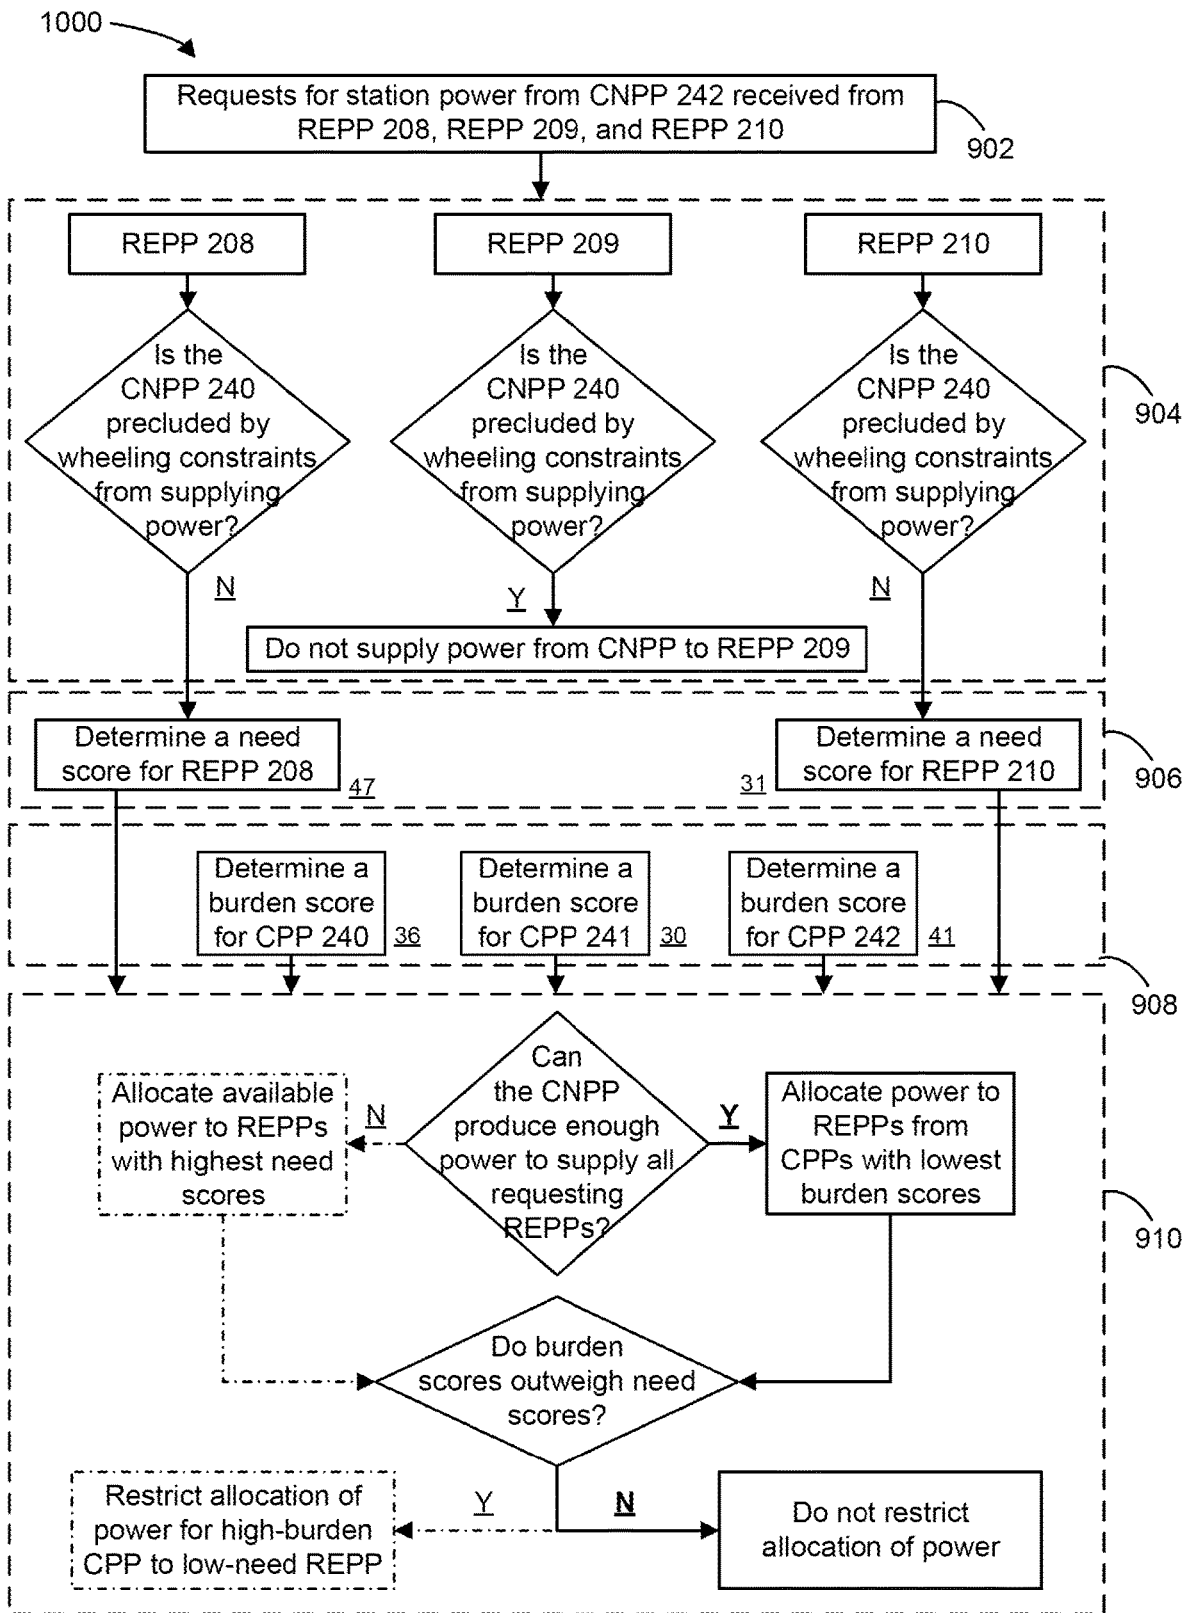 1000
Requests for station power from CNPP 242 received from
REPP 208, REPP 209, and REPP 210
902
REPP 208
REPP 209
REPP 210
Is the
CNPP 240
precluded by
wheeling constraints
from supplying
power?
Is the
CNPP 240
precluded by
wheeling constraints
from supplying
power?
Is the
CNPP 240
precluded by
wheeling constraints
from supplying
power?
904
N
Y
N
Do not supply power from CNPP to REPP 209
Determine a need
score for REPP 208
47
31
Determine a need
score for REPP 210
906
Determine a
burden score
for CPP 240
36
Determine a
burden score
for CPP 241
30
Determine a
burden score
for CPP 242
41
908
Can
the CNPP
produce enough
power to supply all
requesting
REPPs?
N
Allocate available
power to REPPs
with highest need
scores
Y
Allocate power to
REPPs from
CPPs with lowest
burden scores
910
Do burden
scores outweigh need
scores?
Y
Restrict allocation of
power for high-burden
CPP to low-need REPP
N
Do not restrict
allocation of power